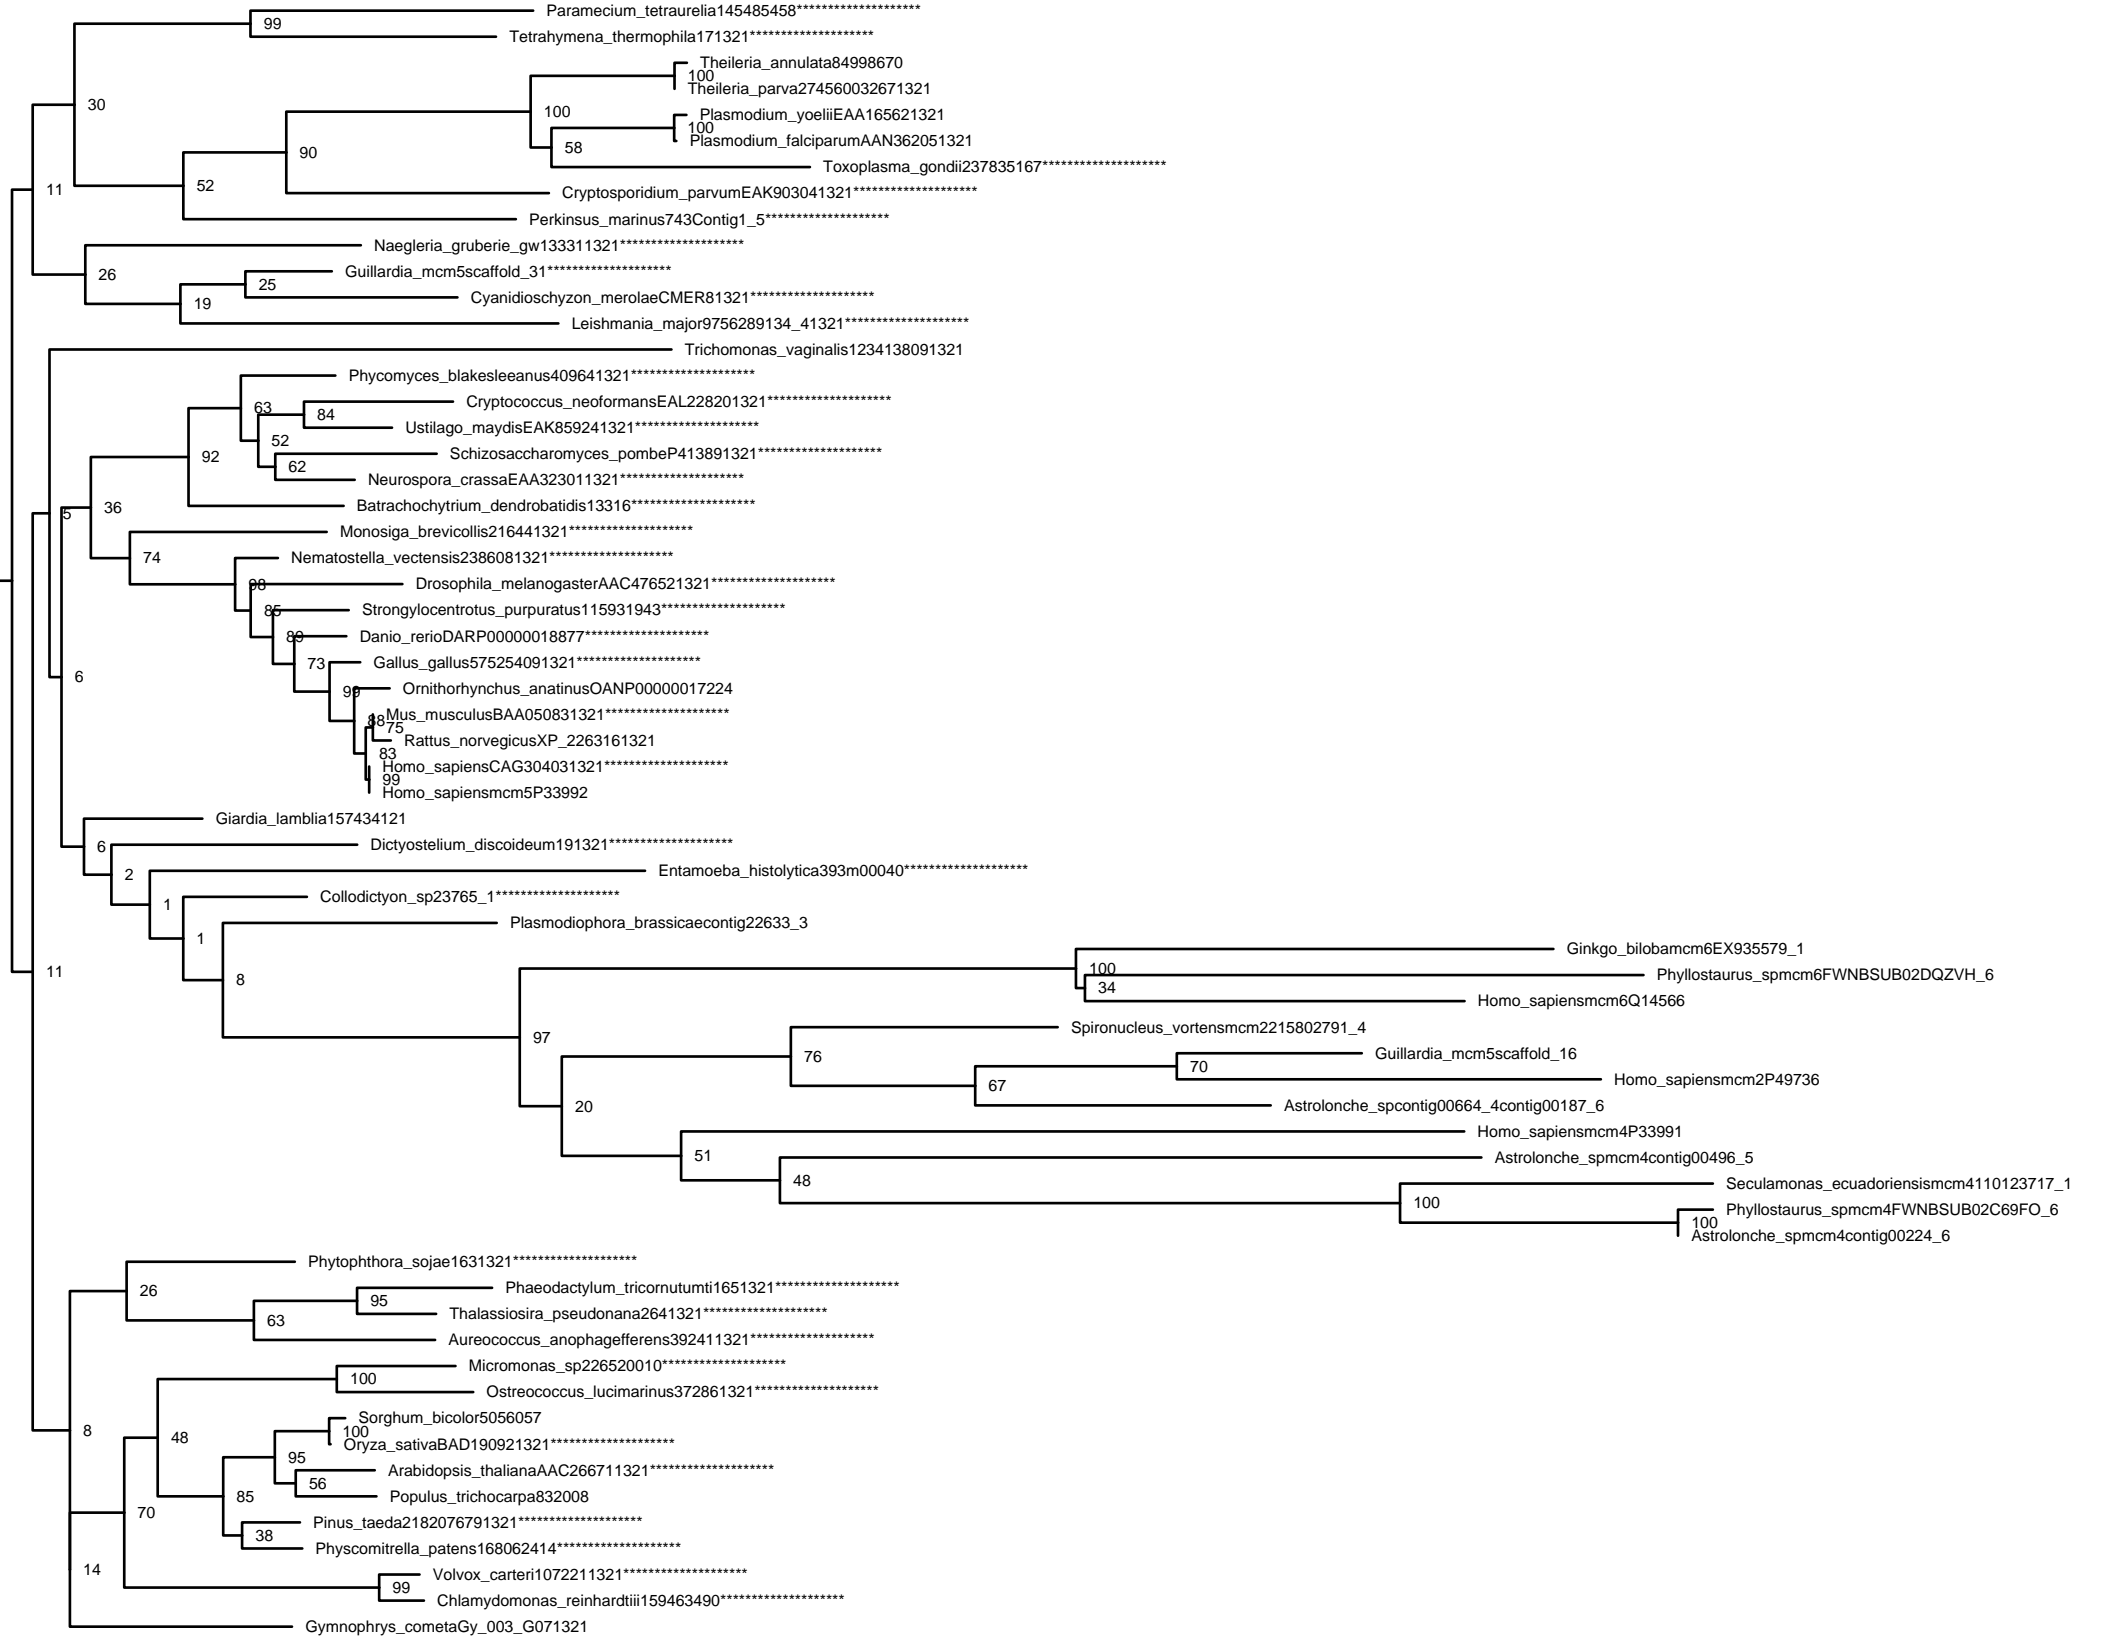 Paramecium_tetraurelia145485458********************
99
Tetrahymena_thermophila171321********************
Theileria_annulata84998670
100
Theileria_parva274560032671321
30
100
Plasmodium_yoeliiEAA165621321
100
Plasmodium_falciparumAAN362051321
58
90
Toxoplasma_gondii237835167********************
52
Cryptosporidium_parvumEAK903041321********************
11
Perkinsus_marinus743Contig1_5********************
Naegleria_gruberie_gw133311321********************
26
Guillardia_mcm5scaffold_31********************
25
Cyanidioschyzon_merolaeCMER81321********************
19
Leishmania_major9756289134_41321********************
Trichomonas_vaginalis1234138091321
Phycomyces_blakesleeanus409641321********************
63
Cryptococcus_neoformansEAL228201321********************
84
Ustilago_maydisEAK859241321********************
52
Schizosaccharomyces_pombeP413891321********************
92
62
Neurospora_crassaEAA323011321********************
Batrachochytrium_dendrobatidis13316********************
36
5
Monosiga_brevicollis216441321********************
74
Nematostella_vectensis2386081321********************
98
Drosophila_melanogasterAAC476521321********************
85
Strongylocentrotus_purpuratus115931943********************
89
Danio_rerioDARP00000018877********************
73
Gallus_gallus575254091321********************
6
99
Ornithorhynchus_anatinusOANP00000017224
88
Mus_musculusBAA050831321********************
75
Rattus_norvegicusXP_2263161321
83
Homo_sapiensCAG304031321********************
99
Homo_sapiensmcm5P33992
Giardia_lamblia157434121
6
Dictyostelium_discoideum191321********************
2
Entamoeba_histolytica393m00040********************
1
Collodictyon_sp23765_1********************
1
Plasmodiophora_brassicaecontig22633_3
11
8
Ginkgo_bilobamcm6EX935579_1
100
Phyllostaurus_spmcm6FWNBSUB02DQZVH_6
34
Homo_sapiensmcm6Q14566
97
Spironucleus_vortensmcm2215802791_4
76
Guillardia_mcm5scaffold_16
70
Homo_sapiensmcm2P49736
67
Astrolonche_spcontig00664_4contig00187_6
20
Homo_sapiensmcm4P33991
51
Astrolonche_spmcm4contig00496_5
48
Seculamonas_ecuadoriensismcm4110123717_1
100
Phyllostaurus_spmcm4FWNBSUB02C69FO_6
100
Astrolonche_spmcm4contig00224_6
Phytophthora_sojae1631321********************
26
Phaeodactylum_tricornutumti1651321********************
95
Thalassiosira_pseudonana2641321********************
63
Aureococcus_anophagefferens392411321********************
Micromonas_sp226520010********************
100
Ostreococcus_lucimarinus372861321********************
8
48
Sorghum_bicolor5056057
100
Oryza_sativaBAD190921321********************
95
Arabidopsis_thalianaAAC266711321********************
56
85
Populus_trichocarpa832008
70
Pinus_taeda2182076791321********************
38
Physcomitrella_patens168062414********************
14
Volvox_carteri1072211321********************
99
Chlamydomonas_reinhardtiii159463490********************
Gymnophrys_cometaGy_003_G071321